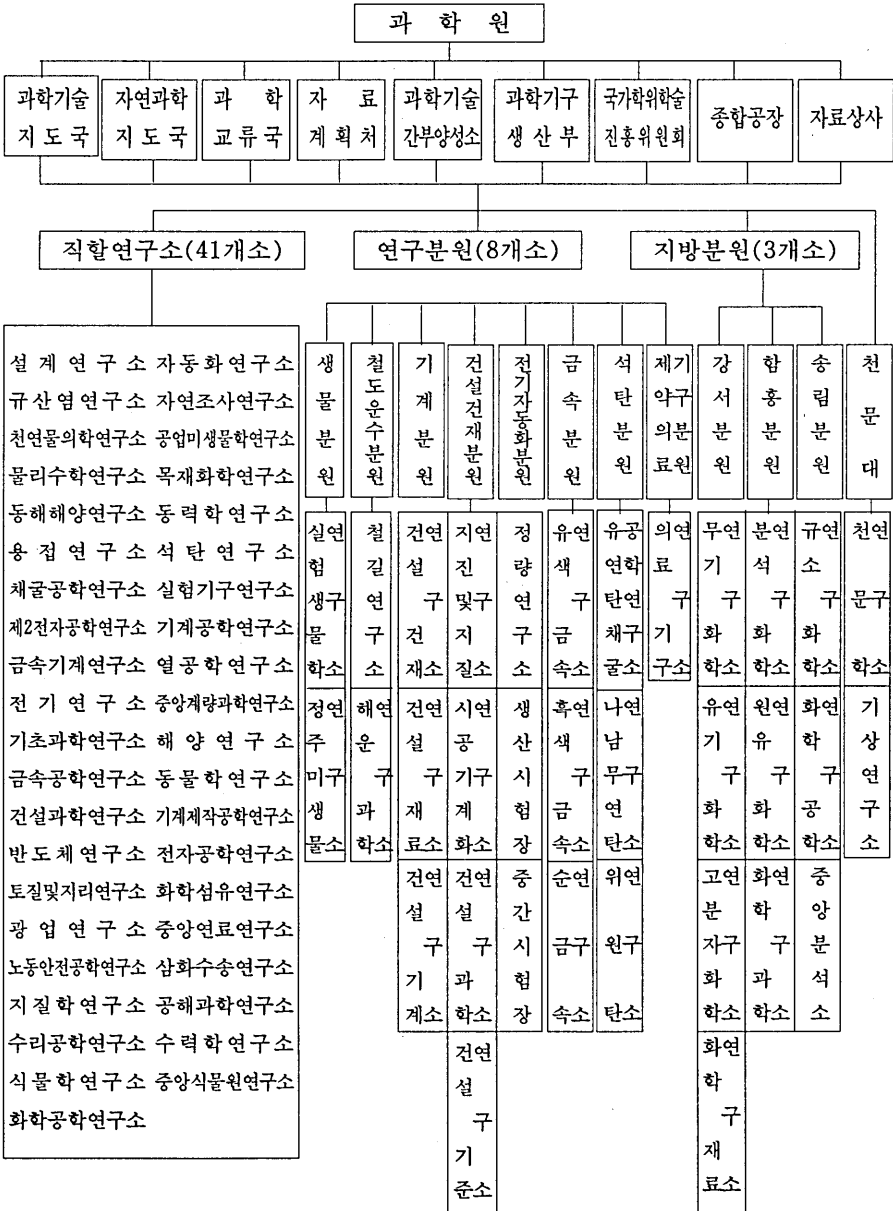 과 학 원
과학기술 지도국
자연과학 지도국
과 학 교류국
자 료 계획처
과학기술 간부양성소
과학기구 생산부
국가학위학술 진흥위원회
종합공장
자료상사
직할연구소(41개소)
연구분원(8개소)
지방분원(3개소)
설계연구소 자동화연구소
규산염연구소 자연조사연구소
천연물의학연구소 공업미생물학연구소
물리수학연구소 목재화학연구소
동해해양연구소 동력학연구소
용접연구소 석탄연구소
채굴공학연구소 실험기구연구소
제2전자공학연구소 기계공학연구소
금속기계연구소 열공학연구소
전기연구소 중앙계량과학연구소
기초과학연구소 해양연구소
금속공학연구소 동물학연구소
건설과학연구소 기계제작공학연구소
반도체연구소 전자공학연구소
토질및지리연구소 화학섬유연구소
광업연구소 중앙연료연구소
노동안전공학연구소 삼화수송연구소
지질학연구소 공해과학연구소
수리공학연구소 수력학연구소
식물학연구소 중앙식물원연구소
화학공학연구소
생물분원
실험생물학연구소
정주미생물연구소
철도운수분원
철길연구소
해운과학연구소
기계분원
건설건재연구소
건설재료연구소
건설기계연구소
건설건재분원
지진및지질연구소
시공기계화연구소
건설과학연구소
건설기준연구소
전기자동화분원
정량연구소
생산시험장
중간시험장
금속분원
유색금속연구소
흑색금속연구소
순금속연구소
석탄분원
유연탄채굴공학연구소
나남무연탄연구소
위원탄연구소
제약의료기구분원
의료기구연구소
강서분원
무기화학연구소
유기화학연구소
고분자화학연구소
화학재료연구소
함흥분원
분석화학연구소
원유화학연구소
화학과학연구소
송림분원
규소화학연구소
화학공학연구소
중앙분석소
천문대
천문학연구소
기상연구소